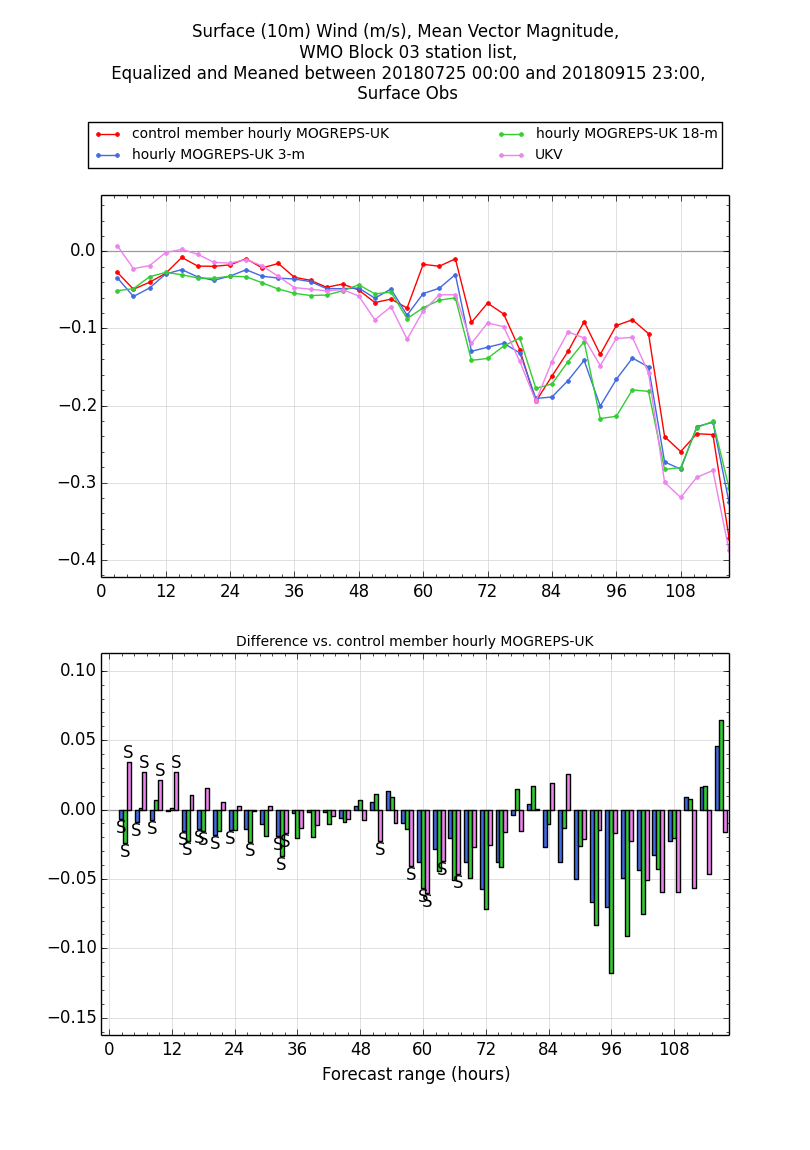 Surface (10m) Wind (m/s), Mean Vector Magnitude,
WMO Block 03 station list,
Equalized and Meaned between 20180725 00:00 and 20180915 23:00,
Surface Obs
control member hourly MOGREPS-UK
hourly MOGREPS-UK 18-m
hourly MOGREPS-UK 3-m
UKV
0.0
−0.1
−0.2
−0.3
−0.4
0 12 24 36 48 60 72 84 96 108
Difference vs. control member hourly MOGREPS-UK
0.10
0.05
0.00
−0.05
−0.10
−0.15
S S S S
S S S S S S S S S S S S S S S S S S S S S
0 12 24 36 48 60 72 84 96 108
Forecast range (hours)